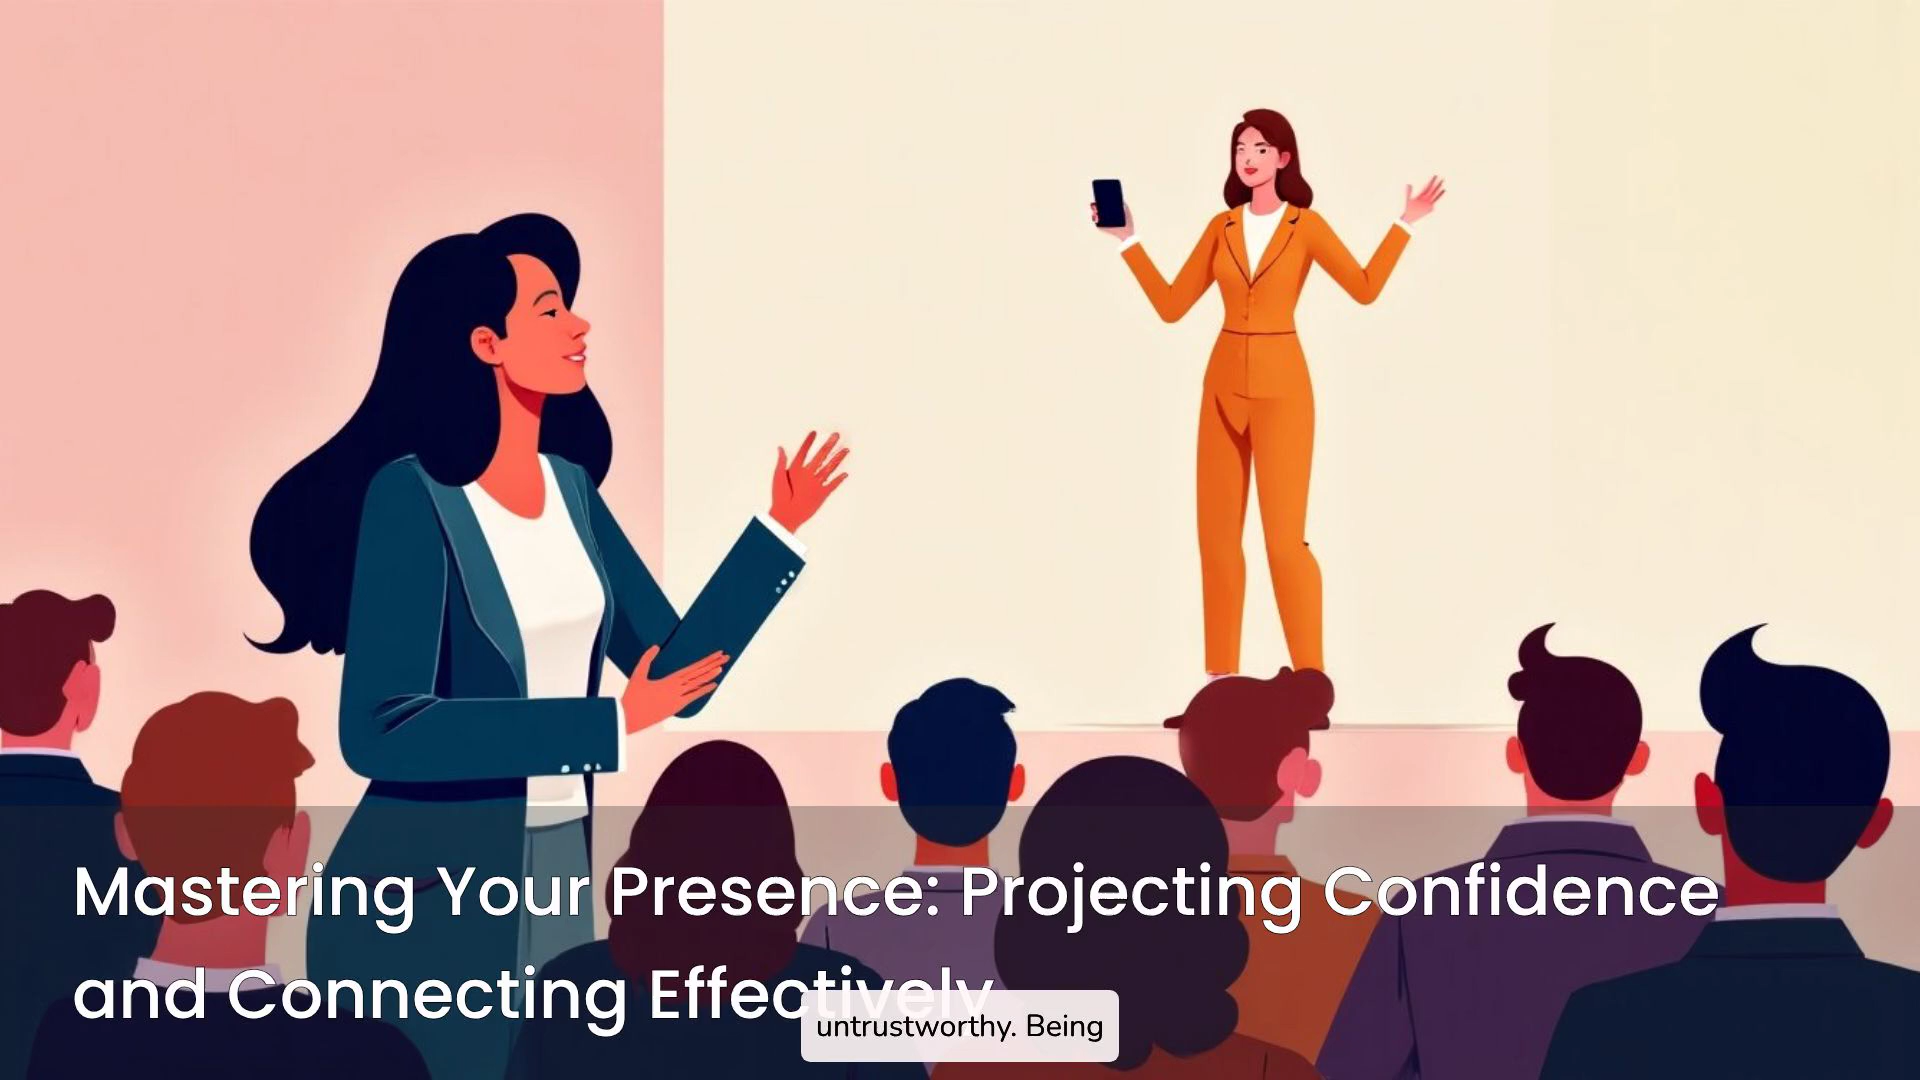 Mastering Your Presence: Projecting Confidence
and Connecting Effectively
untrustworthy. Being